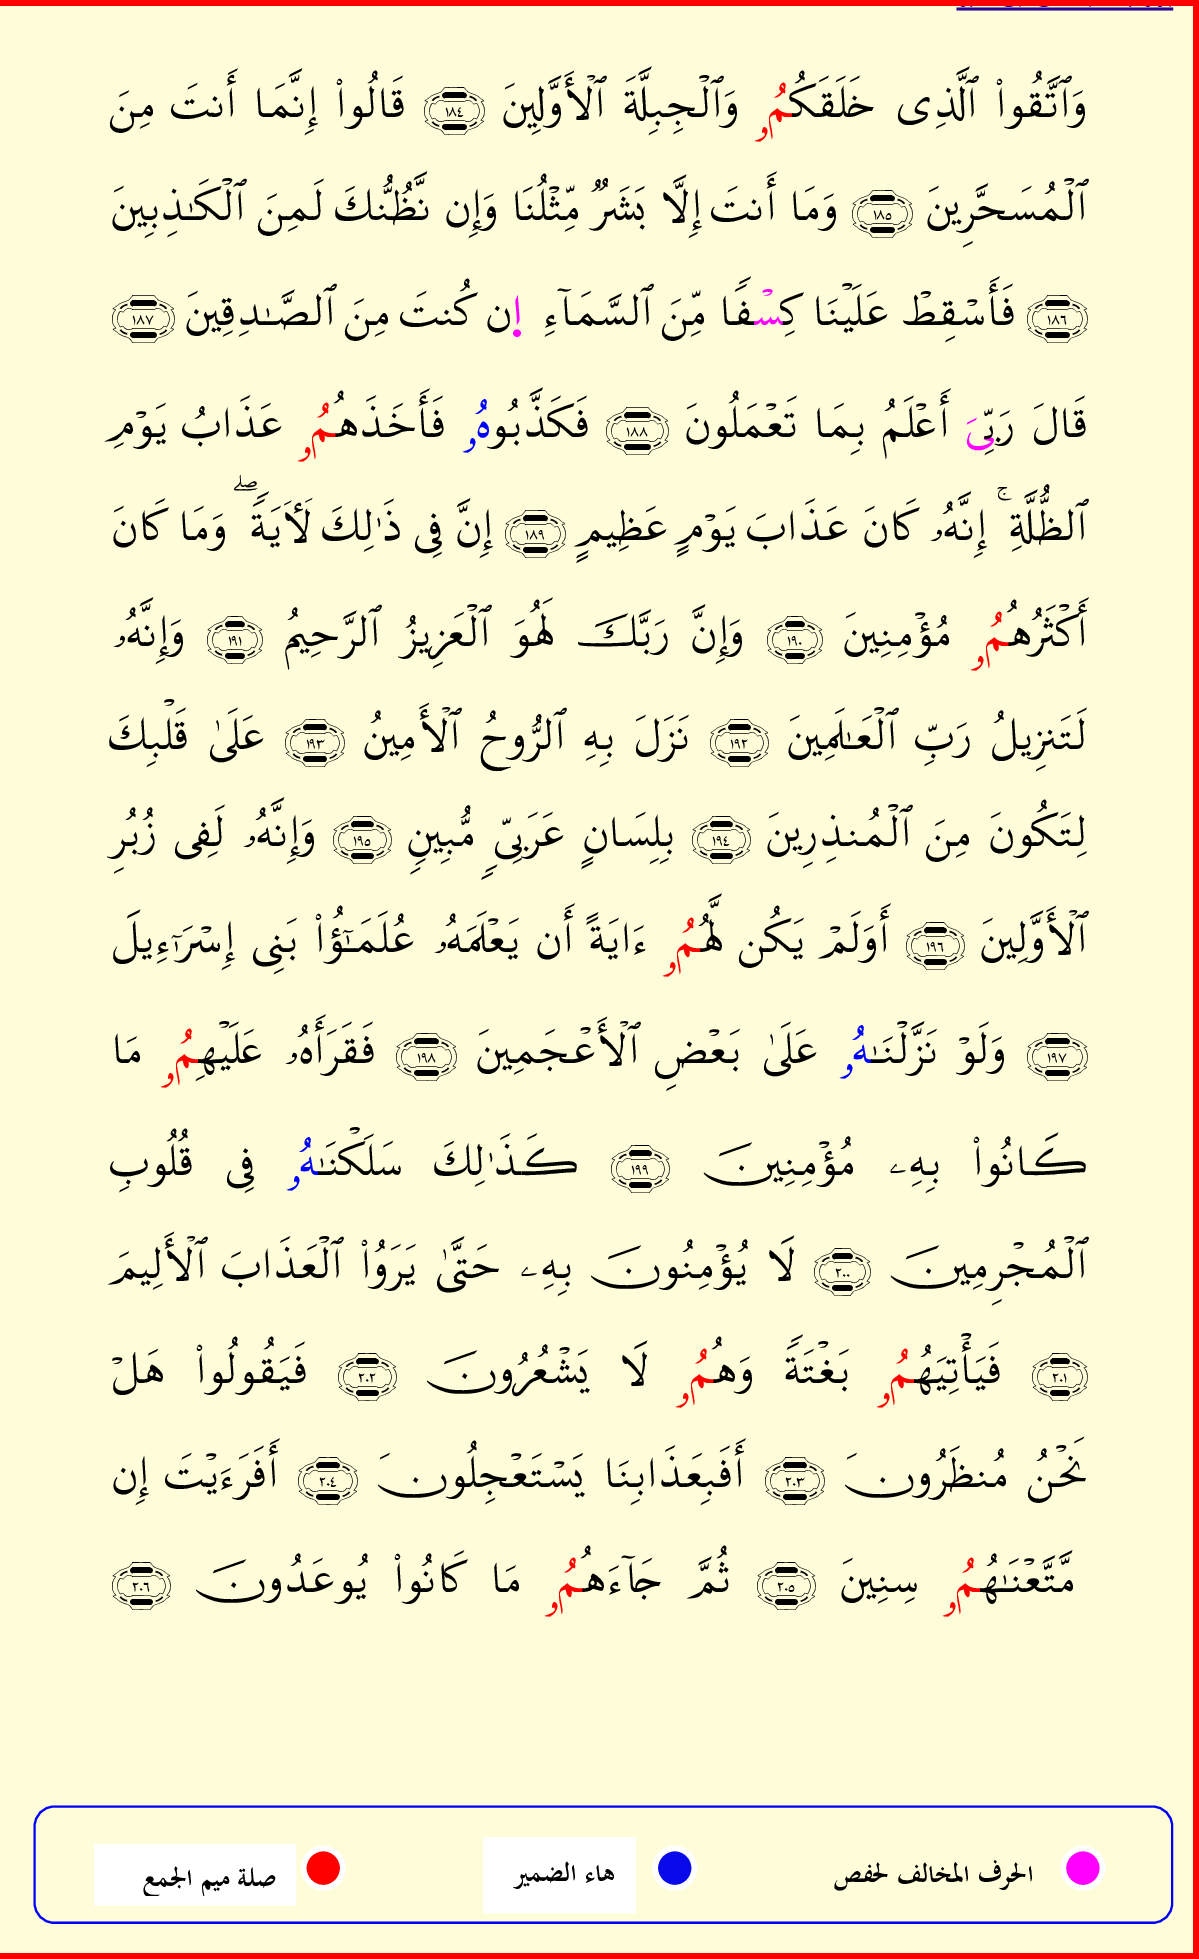 وَٱتَّقُوا۟ ٱلَّذِى خَلَقَكُمُۥ وَٱلْجِبِلَّةَ ٱلْأَوَّلِينَ ١٨٤ قَالُوا۟ إِنَّمَا أَنتَ مِنَ
ٱلْمُسَحَّرِينَ ١٨٥ وَمَا أَنتَ إِلَّا بَشَرٌ مِّثْلُنَا وَإِن نَّظُنُّكَ لَمِنَ ٱلْكَـٰذِبِينَ
١٨٦ فَأَسْقِطْ عَلَيْنَا كِسْفًا مِّنَ ٱلسَّمَآءِ ٱ۪ن كُنتَ مِنَ ٱلصَّـٰدِقِينَ ١٨٧
قَالَ رَبِّىَ أَعْلَمُ بِمَا تَعْمَلُونَ ١٨٨ فَكَذَّبُوهُۥ فَأَخَذَهُمُۥ عَذَابُ يَوْمِ
ٱلظُّلَّةِ ۚ إِنَّهُۥ كَانَ عَذَابَ يَوْمٍ عَظِيمٍ ١٨٩ إِنَّ فِى ذَٰلِكَ لَأَيَةً ۖ وَمَا كَانَ
أَكْثَرُهُمُۥ مُؤْمِنِينَ ١٩٠ وَإِنَّ رَبَّكَ لَهُوَ ٱلْعَزِيزُ ٱلرَّحِيمُ ١٩١ وَإِنَّهُۥ
لَتَنزِيلُ رَبِّ ٱلْعَـٰلَمِينَ ١٩٢ نَزَلَ بِهِ ٱلرُّوحُ ٱلْأَمِينُ ١٩٣ عَلَىٰ قَلْبِكَ
لِتَكُونَ مِنَ ٱلْمُنذِرِينَ ١٩٤ بِلِسَانٍ عَرَبِىٍّ مُّبِينٍ ١٩٥ وَإِنَّهُۥ لَفِى زُبُرِ
ٱلْأَوَّلِينَ ١٩٦ أَوَلَمْ يَكُن لَّهُمُۥ ءَايَةً أَن يَعْلَمَهُۥ عُلَمَـٰٓؤُا۟ بَنِى إِسْرَٰٓءِيلَ
١٩٧ وَلَوْ نَزَّلْنَـٰهُۥ عَلَىٰ بَعْضِ ٱلْأَعْجَمِينَ ١٩٨ فَقَرَأَهُۥ عَلَيْهِمُۥ مَا
كَانُوا۟ بِهِۦ مُؤْمِنِينَ ١٩٩ كَذَٰلِكَ سَلَكْنَـٰهُۥ فِى قُلُوبِ
ٱلْمُجْرِمِينَ ٢٠٠ لَا يُؤْمِنُونَ بِهِۦ حَتَّىٰ يَرَوُا۟ ٱلْعَذَابَ ٱلْأَلِيمَ
٢٠١ فَيَأْتِيَهُمُۥ بَغْتَةً وَهُمُۥ لَا يَشْعُرُونَ ٢٠٢ فَيَقُولُوا۟ هَلْ
نَحْنُ مُنظَرُونَ ٢٠٣ أَفَبِعَذَابِنَا يَسْتَعْجِلُونَ ٢٠٤ أَفَرَءَيْتَ إِن
مَّتَّعْنَـٰهُمُۥ سِنِينَ ٢٠٥ ثُمَّ جَآءَهُمُۥ مَا كَانُوا۟ يُوعَدُونَ ٢٠٦
الحرف المخالف لحفص
هاء الضمير
صلة ميم الجمع